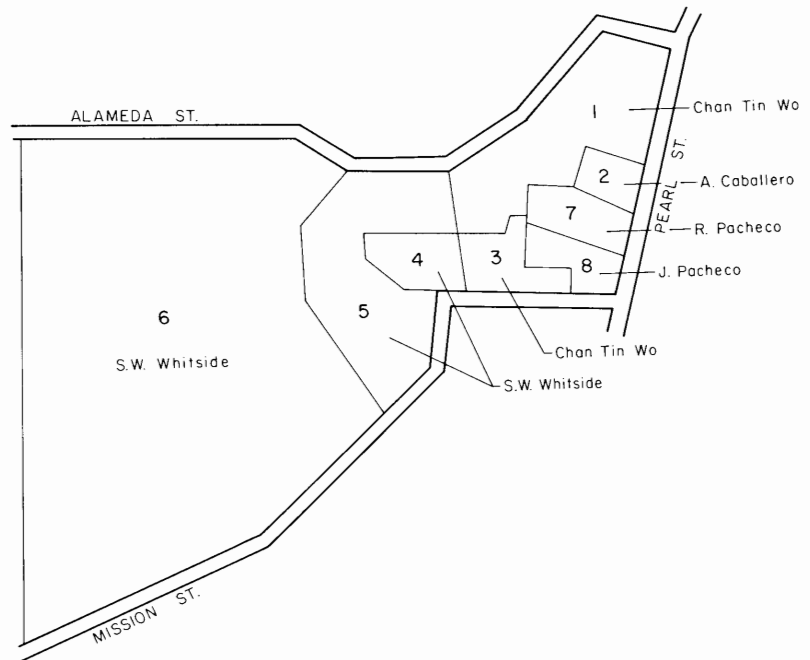 ALAMEDA ST.
1
Chan Tin Wo
2
A. Caballero
PEARL ST.
7
R. Pacheco
4
3
8
J. Pacheco
6
5
S.W. Whitside
Chan Tin Wo
S.W. Whitside
MISSION ST.